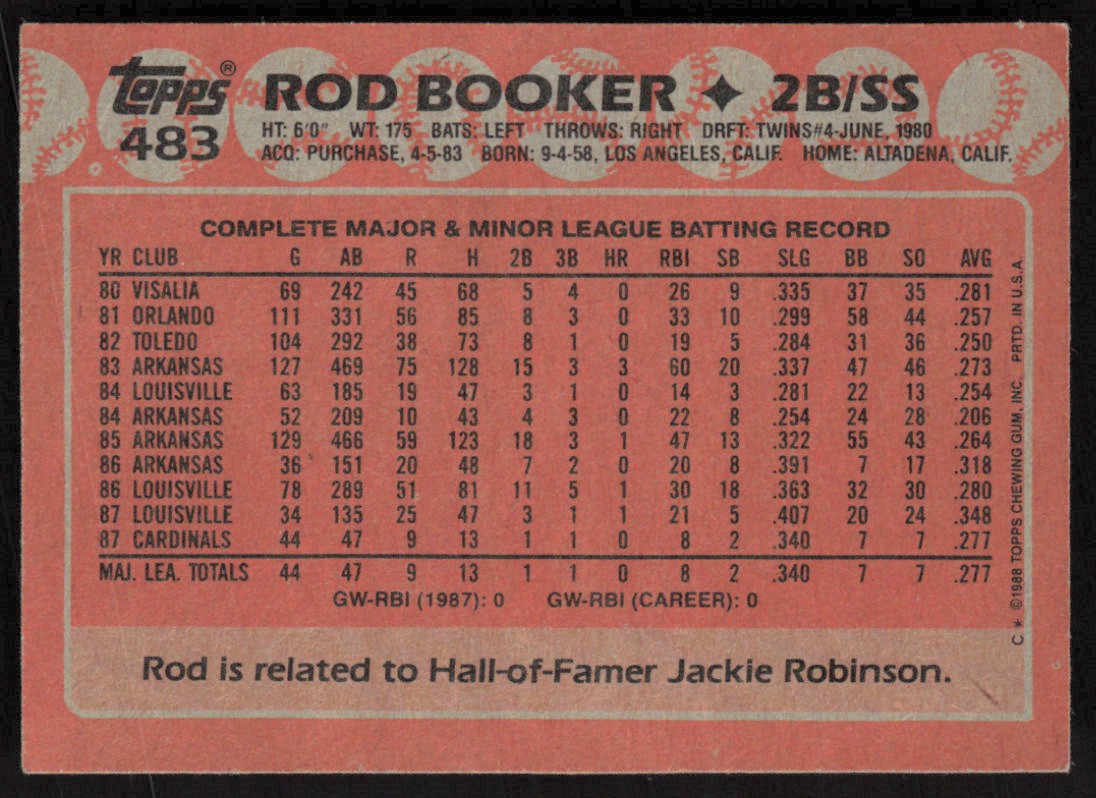 topps® ROD BOOKER ✦ 2B/SS
483 HT: 6'0" WT: 175 BATS: LEFT THROWS: RIGHT DRFT: TWINS#4-JUNE, 1980
ACQ: PURCHASE, 4-5-83 BORN: 9-4-58, LOS ANGELES, CALIF. HOME: ALTADENA, CALIF.
COMPLETE MAJOR & MINOR LEAGUE BATTING RECORD
YR CLUB G AB R H 2B 3B HR RBI SB SLG BB SO AVG
80 VISALIA 69 242 45 68 5 4 0 26 9 .335 37 35 .281
81 ORLANDO 111 331 56 85 8 3 0 33 10 .299 58 44 .257
82 TOLEDO 104 292 38 73 8 1 0 19 5 .284 31 36 .250
83 ARKANSAS 127 469 75 128 15 3 3 60 20 .337 47 46 .273
84 LOUISVILLE 63 185 19 47 3 1 0 14 3 .281 22 13 .254
84 ARKANSAS 52 209 10 43 4 3 0 22 8 .254 24 28 .206
85 ARKANSAS 129 466 59 123 18 3 1 47 13 .322 55 43 .264
86 ARKANSAS 36 151 20 48 7 2 0 20 8 .391 7 17 .318
86 LOUISVILLE 78 289 51 81 11 5 1 30 18 .363 32 30 .280
87 LOUISVILLE 34 135 25 47 3 1 1 21 5 .407 20 24 .348
87 CARDINALS 44 47 9 13 1 1 0 8 2 .340 7 7 .277
MAJ. LEA. TOTALS 44 47 9 13 1 1 0 8 2 .340 7 7 .277
GW-RBI (1987): 0 GW-RBI (CAREER): 0
Rod is related to Hall-of-Famer Jackie Robinson.
C * ©1988 TOPPS CHEWING GUM, INC. PRTD. IN U.S.A.